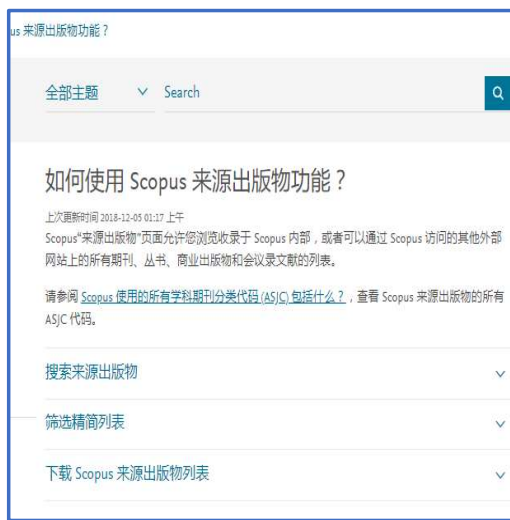 us 来源出版物功能？
全部主题 Search
如何使用 Scopus 来源出版物功能？
上次更新时间 2018-12-05 01:17 上午
Scopus“来源出版物”页面允许您浏览收录于 Scopus 内部，或者可以通过 Scopus 访问的其他外部
网站上的所有期刊、丛书、商业出版物和会议录文献的列表。
请参阅 Scopus 使用的所有学科期刊分类代码 (ASJC) 包括什么？，查看 Scopus 来源出版物的所有
ASJC 代码。
搜索来源出版物
筛选精简列表
下载 Scopus 来源出版物列表